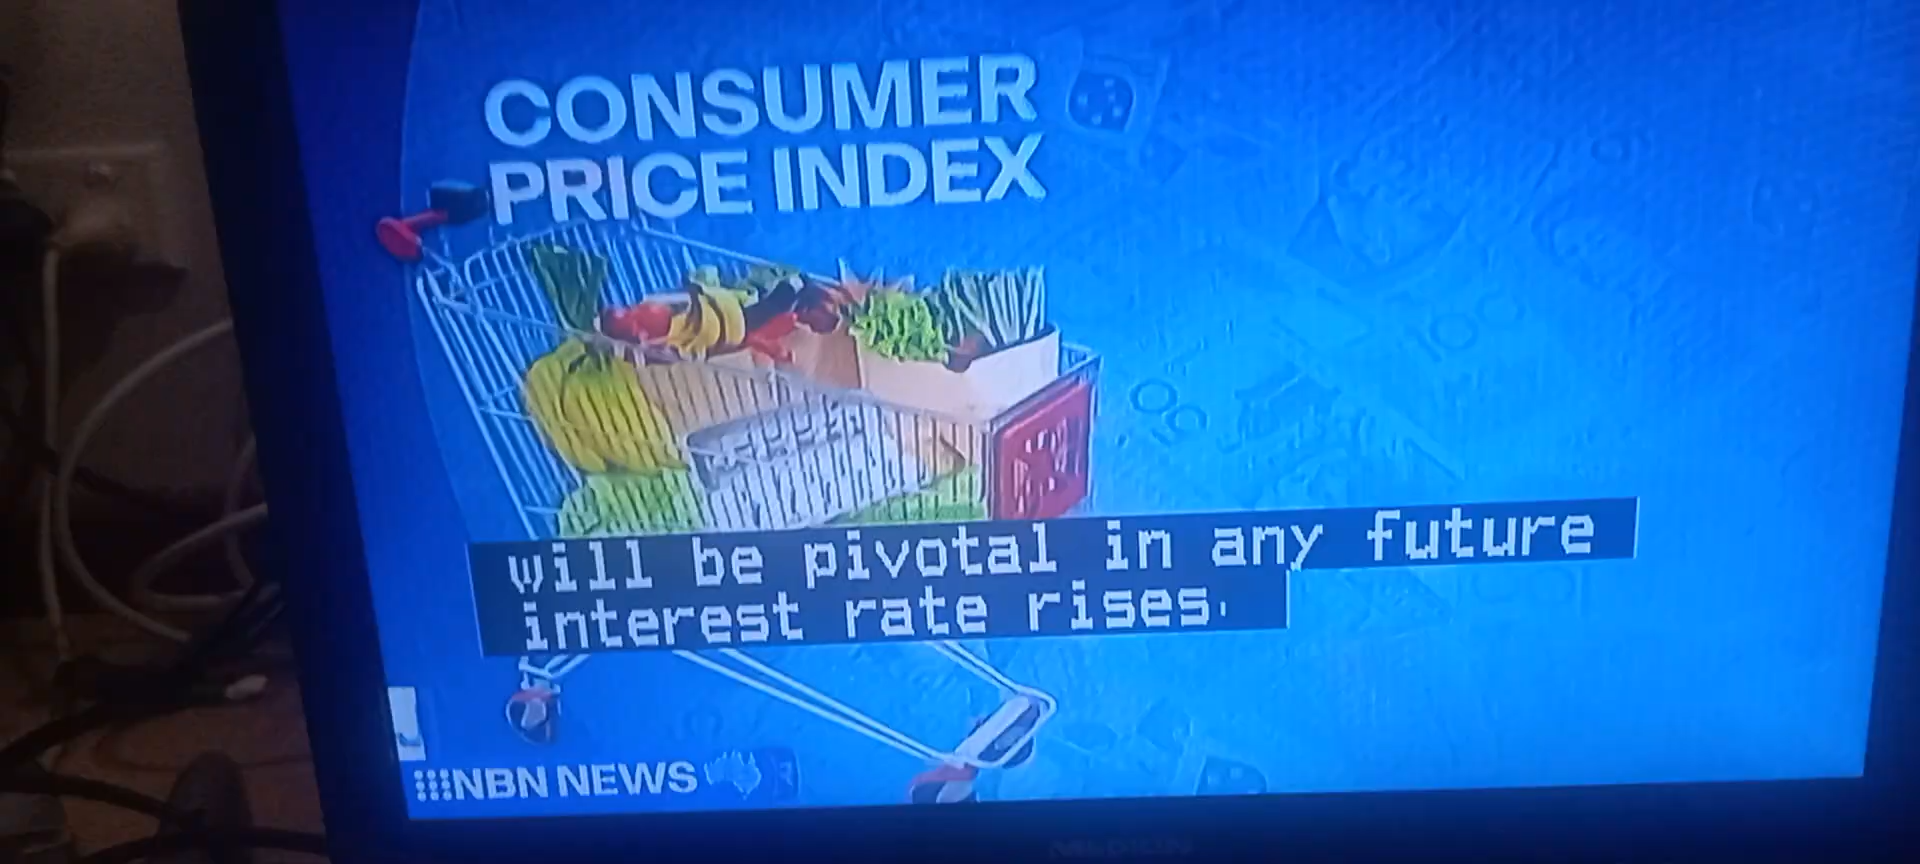 CONSUMER
PRICE INDEX
will be pivotal in any future
interest rate rises.
NBN NEWS